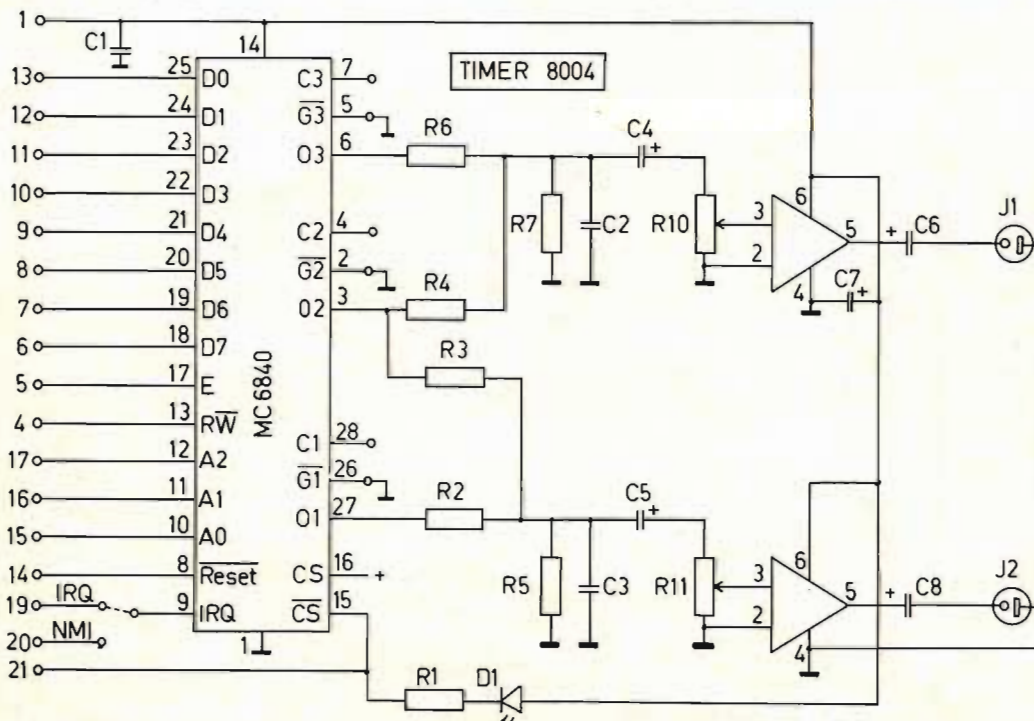 TIMER 8004
1
C1
14
13
25 D0
C3 7
12
24 D1
G3 5
11
23 D2
O3 6
R6
C4
+
10
22 D3
R7
C2
R10
3
6
5
+
C6
J1
9
21 D4
C2 4
2
8
20 D5
G2 2
4
C7
+
7
19 D6
O2 3
R4
6
18 D7
R3
5
17 E
MC6840
4
13 RW
C1 28
17
12 A2
G1 26
16
11 A1
O1 27
R2
C5
+
15
10 A0
R5
C3
R11
3
6
5
+
C8
J2
14
8 Reset
CS 16 +
2
19 IRQ
9 IRQ
CS 15
4
20 NMI
1
21
R1
D1